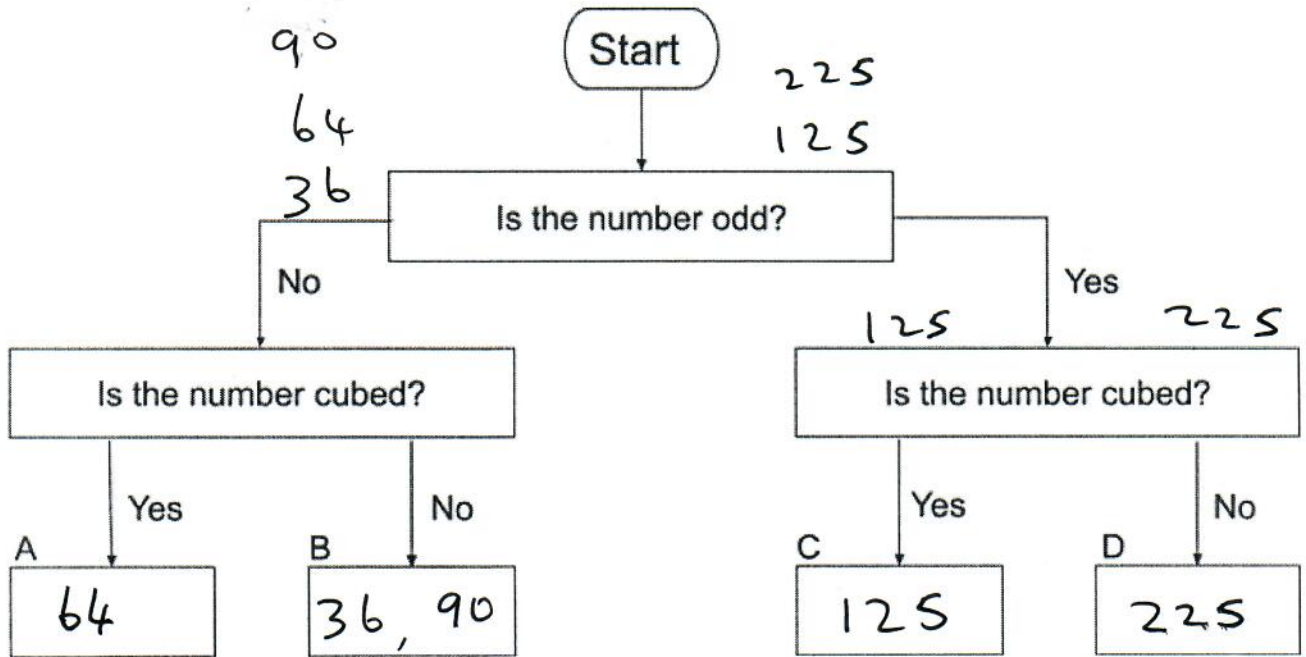 90
Start
225
64
125
36
Is the number odd?
No
Yes
125
225
Is the number cubed?
Is the number cubed?
Yes
No
Yes
No
A
B
C
D
64
36, 90
125
225